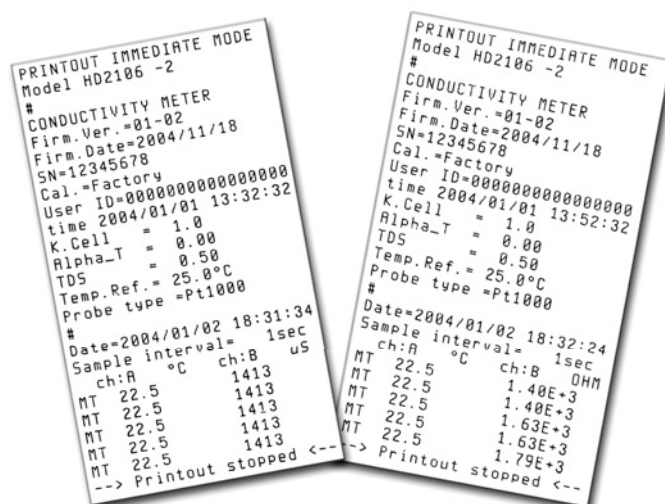 PRINTOUT IMMEDIATE MODE
Model HD2106 -2
#
CONDUCTIVITY METER
Firm.Ver.=01-02
Firm.Date=2004/11/18
SN=12345678
Cal.=Factory
User ID=0000000000000000
time 2004/01/01 13:32:32
K.Cell = 1.0
Alpha_T = 0.00
TDS = 0.50
Temp.Ref.= 25.0°C
Probe type =Pt1000
#
Date=2004/01/02 18:31:34
Sample interval= 1sec
ch:A °C ch:B uS
MT 22.5 1413
MT 22.5 1413
MT 22.5 1413
MT 22.5 1413
MT 22.5 1413
--> Printout stopped <--
PRINTOUT IMMEDIATE MODE
Model HD2106 -2
#
CONDUCTIVITY METER
Firm.Ver.=01-02
Firm.Date=2004/11/18
SN=12345678
Cal.=Factory
User ID=0000000000000000
time 2004/01/01 13:52:32
K.Cell = 1.0
Alpha_T = 0.00
TDS = 0.50
Temp.Ref.= 25.0°C
Probe type =Pt1000
#
Date=2004/01/02 18:32:24
Sample interval= 1sec
ch:A °C ch:B OHM
MT 22.5 1.40E+3
MT 22.5 1.40E+3
MT 22.5 1.63E+3
MT 22.5 1.63E+3
MT 22.5 1.79E+3
--> Printout stopped <--